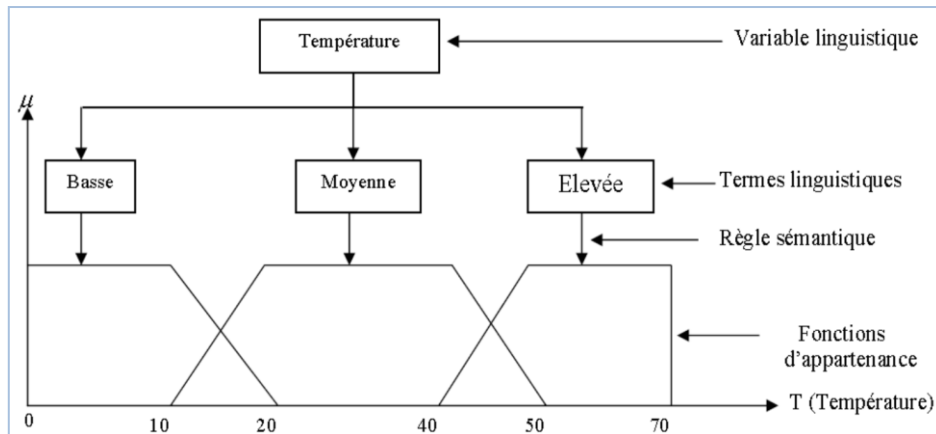 Température
Variable linguistique
μ
Basse
Moyenne
Elevée
Termes linguistiques
Règle sémantique
Fonctions
d'appartenance
0
10
20
40
50
70
T (Température)